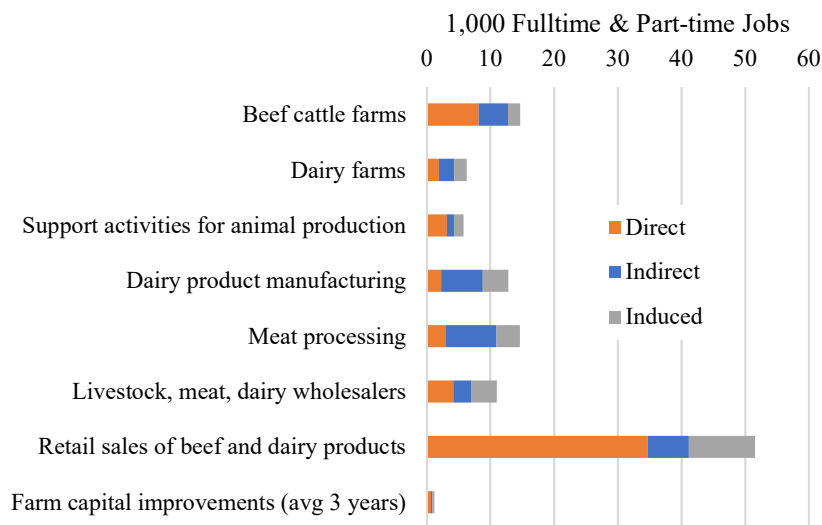 1,000 Fulltime & Part-time Jobs
0 10 20 30 40 50 60
Beef cattle farms
Dairy farms
Support activities for animal production
Dairy product manufacturing
Meat processing
Livestock, meat, dairy wholesalers
Retail sales of beef and dairy products
Farm capital improvements (avg 3 years)
Direct
Indirect
Induced